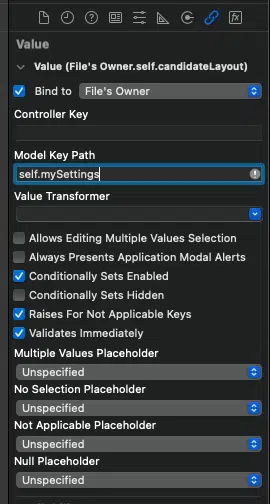 Value
Value (File's Owner.self.candidateLayout)
Bind to File's Owner
Controller Key
Model Key Path
self.mySettings
Value Transformer
Allows Editing Multiple Values Selection
Always Presents Application Modal Alerts
Conditionally Sets Enabled
Conditionally Sets Hidden
Raises For Not Applicable Keys
Validates Immediately
Multiple Values Placeholder
Unspecified
No Selection Placeholder
Unspecified
Not Applicable Placeholder
Unspecified
Null Placeholder
Unspecified